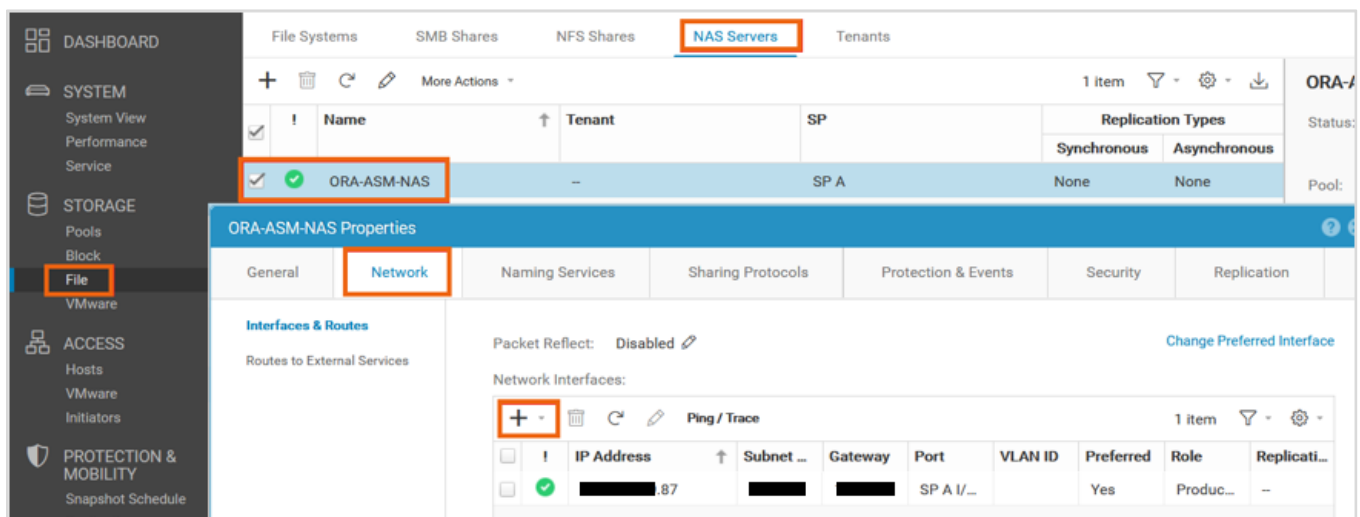 DASHBOARD
SYSTEM
System View
Performance
Service
STORAGE
Pools
Block
File
VMware
ACCESS
Hosts
VMware
Initiators
PROTECTION &
MOBILITY
Snapshot Schedule
File Systems SMB Shares NFS Shares NAS Servers Tenants
More Actions 1 item
! Name Tenant SP Replication Types
Synchronous Asynchronous
ORA-ASM-NAS -- SP A None None
ORA-A
Status:
Pool:
ORA-ASM-NAS Properties
General Network Naming Services Sharing Protocols Protection & Events Security Replication
Interfaces & Routes
Routes to External Services
Packet Reflect: Disabled Change Preferred Interface
Network Interfaces:
Ping / Trace 1 item
! IP Address Subnet ... Gateway Port VLAN ID Preferred Role Replicati...
.87 SP A I/... Yes Produc... --